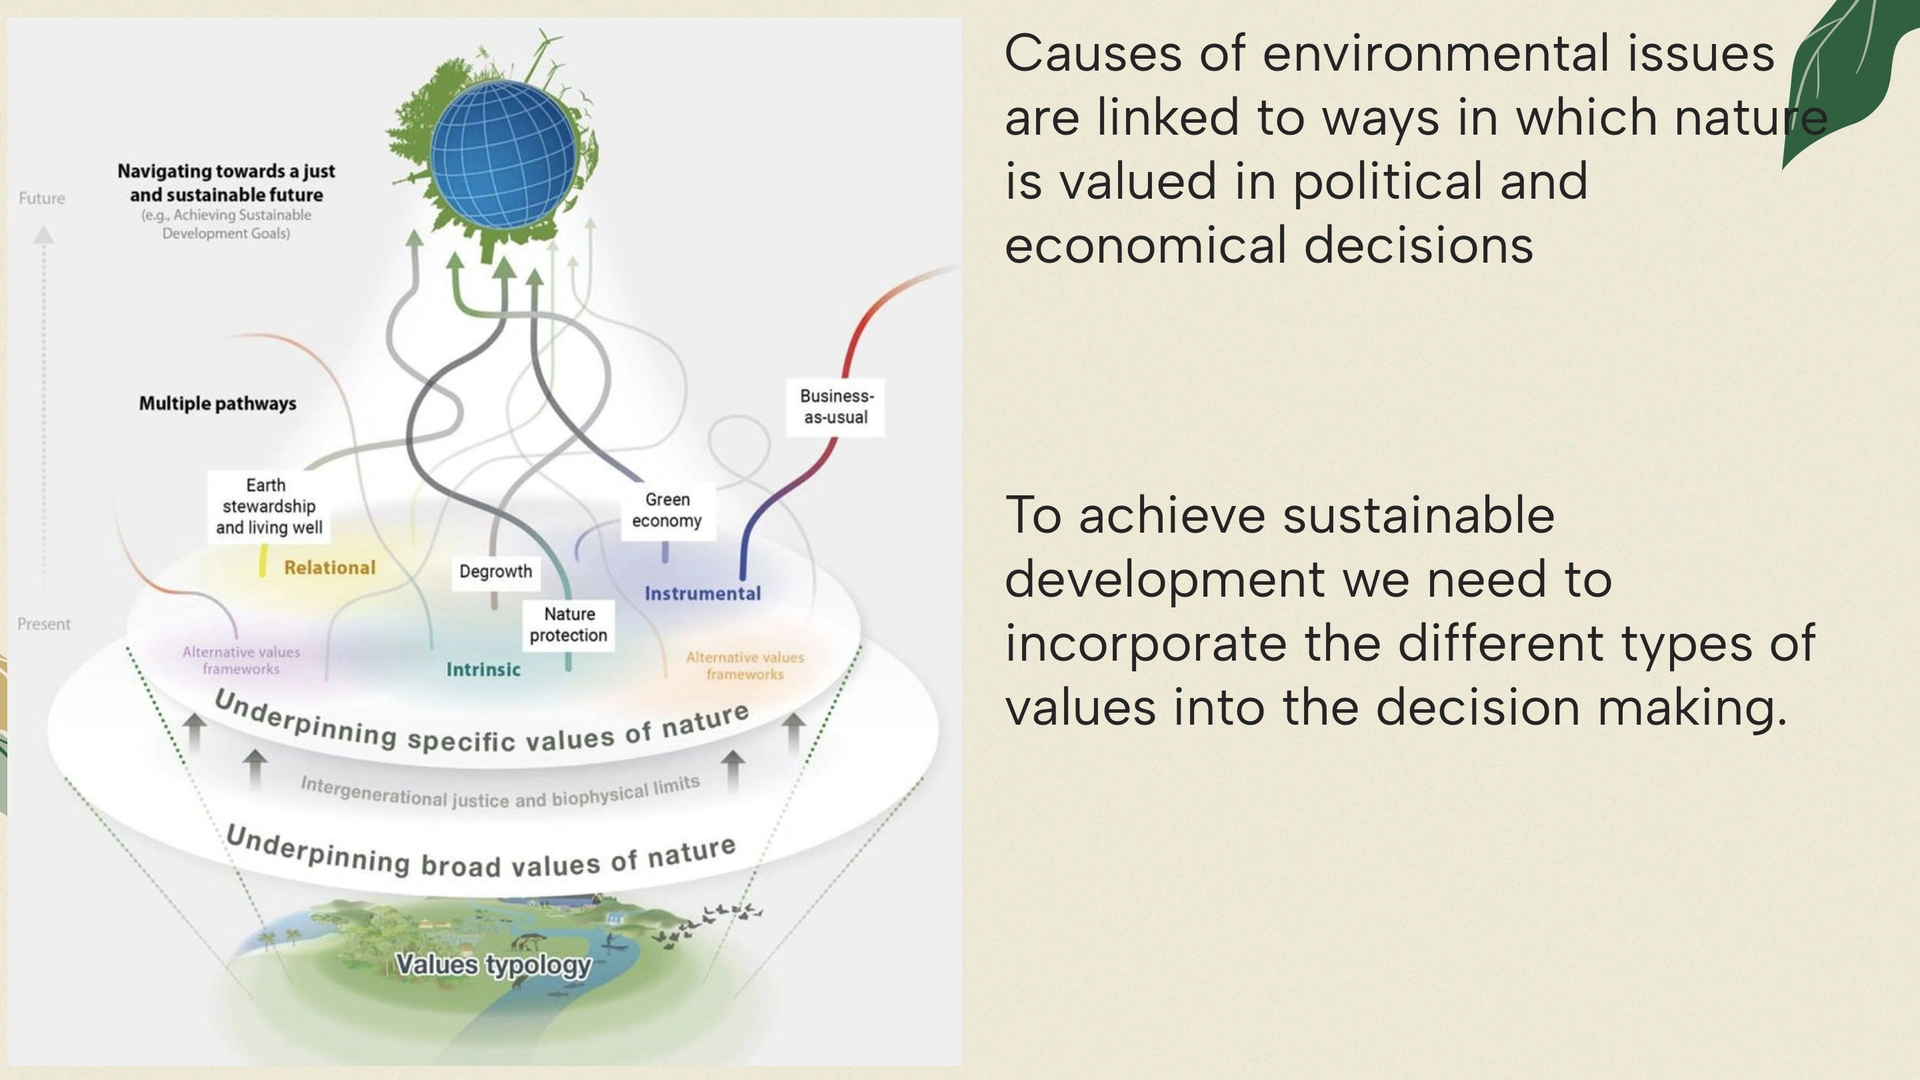 Causes of environmental issues
are linked to ways in which nature
is valued in political and
economical decisions
To achieve sustainable
development we need to
incorporate the different types of
values into the decision making.
Navigating towards a just
and sustainable future
(e.g., Achieving Sustainable
Development Goals)
Future
Multiple pathways
Business-
as-usual
Earth
stewardship
and living well
Green
economy
Relational
Degrowth
Instrumental
Nature
protection
Present
Alternative values
frameworks
Intrinsic
Alternative values
frameworks
Underpinning specific values of nature
Intergenerational justice and biophysical limits
Underpinning broad values of nature
Values typology